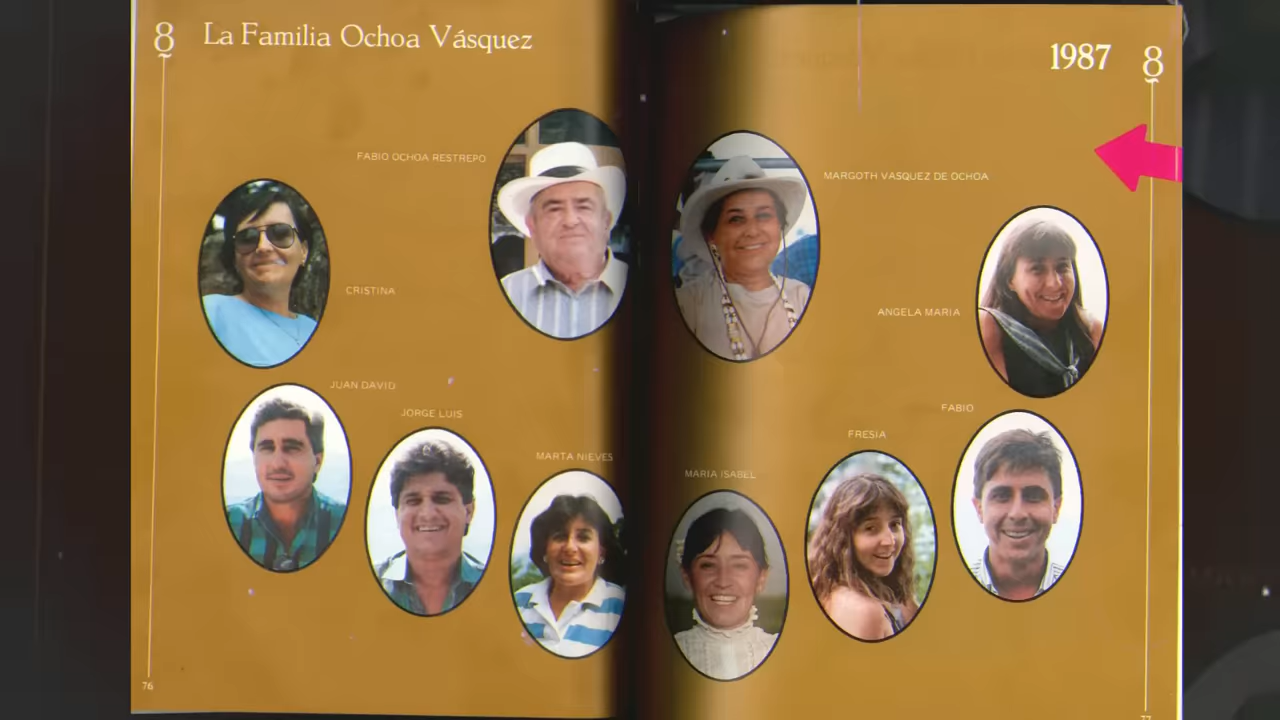 8 La Familia Ochoa Vásquez
1987 8
FABIO OCHOA RESTREPO
MARGOTH VASQUEZ DE OCHOA
CRISTINA
ANGELA MARIA
JUAN DAVID
JORGE LUIS
MARTA NIEVES
MARIA ISABEL
FRESIA
FABIO
76
77